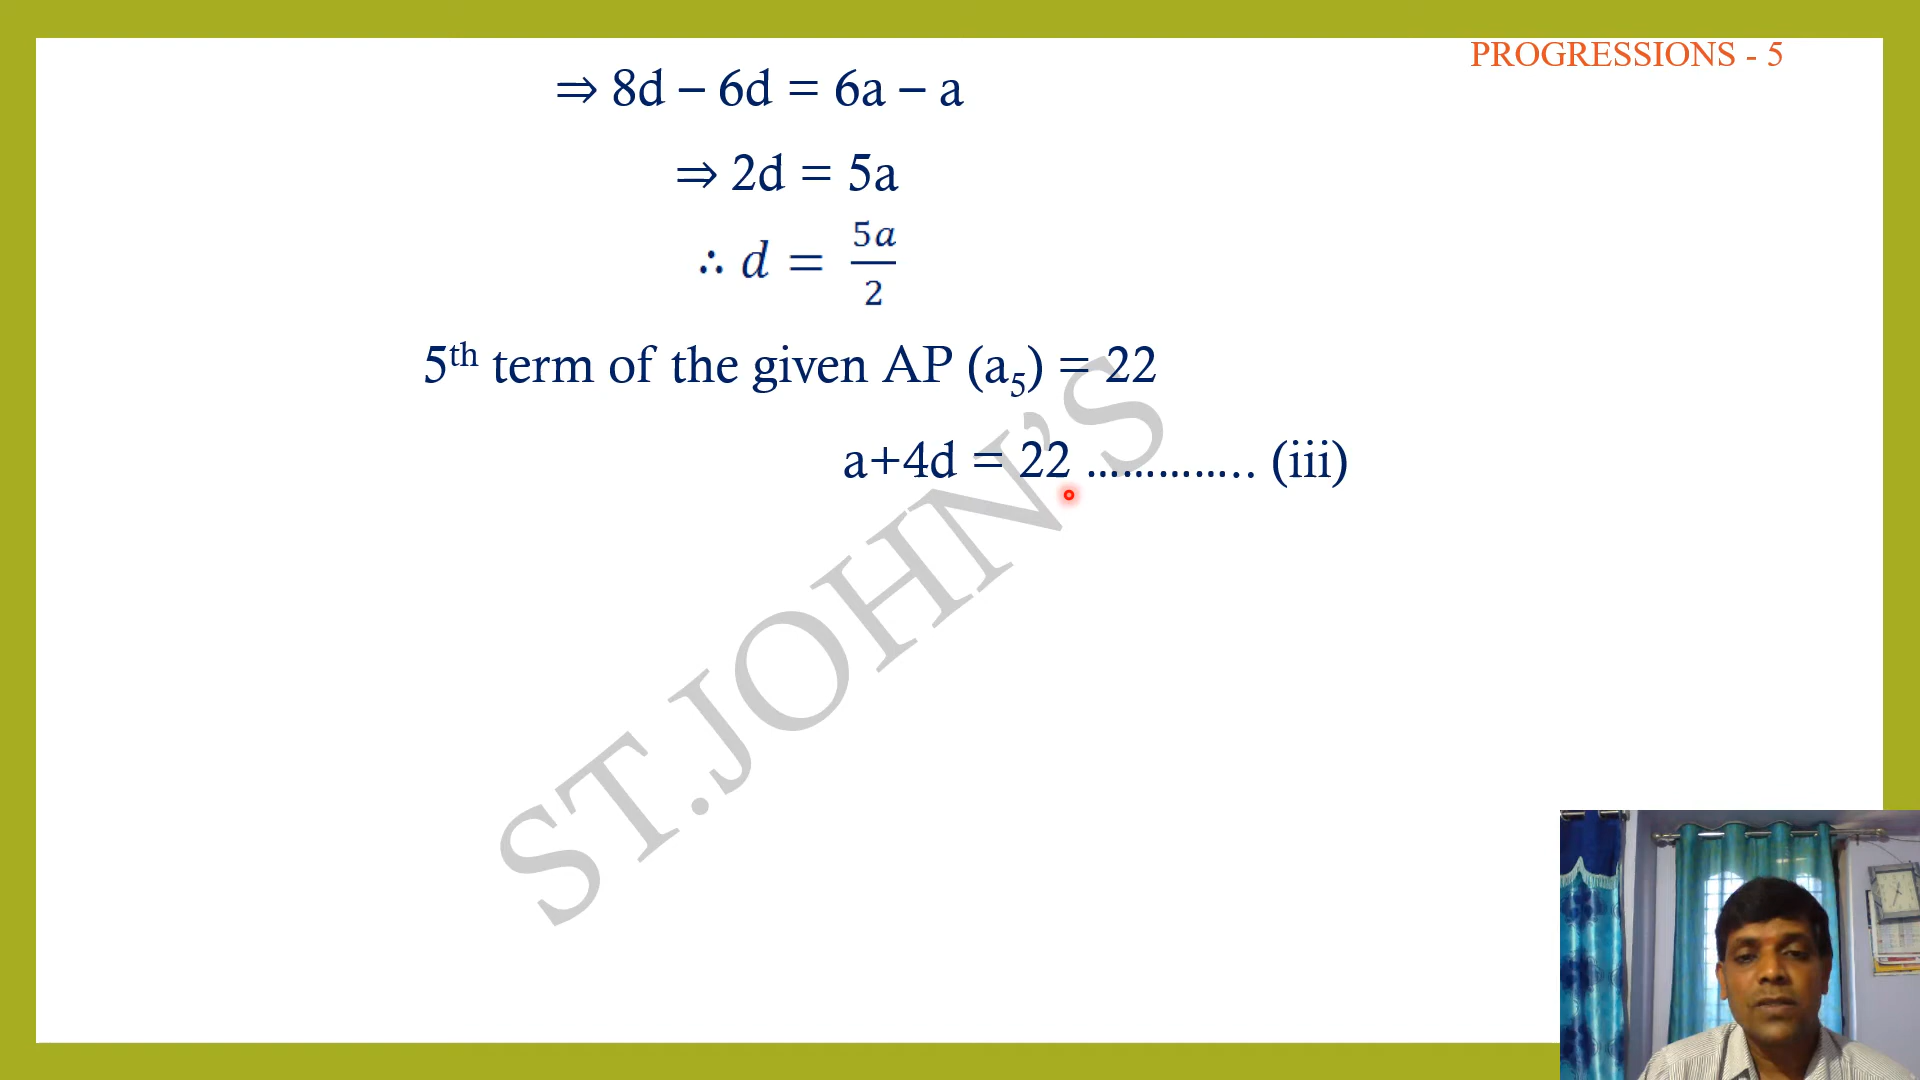 PROGRESSIONS - 5
⇒ 8d – 6d = 6a – a
⇒ 2d = 5a
∴ d = 5a/2
5th term of the given AP (a5) = 22
a+4d = 22 ………….. (iii)
ST.JOHN’S